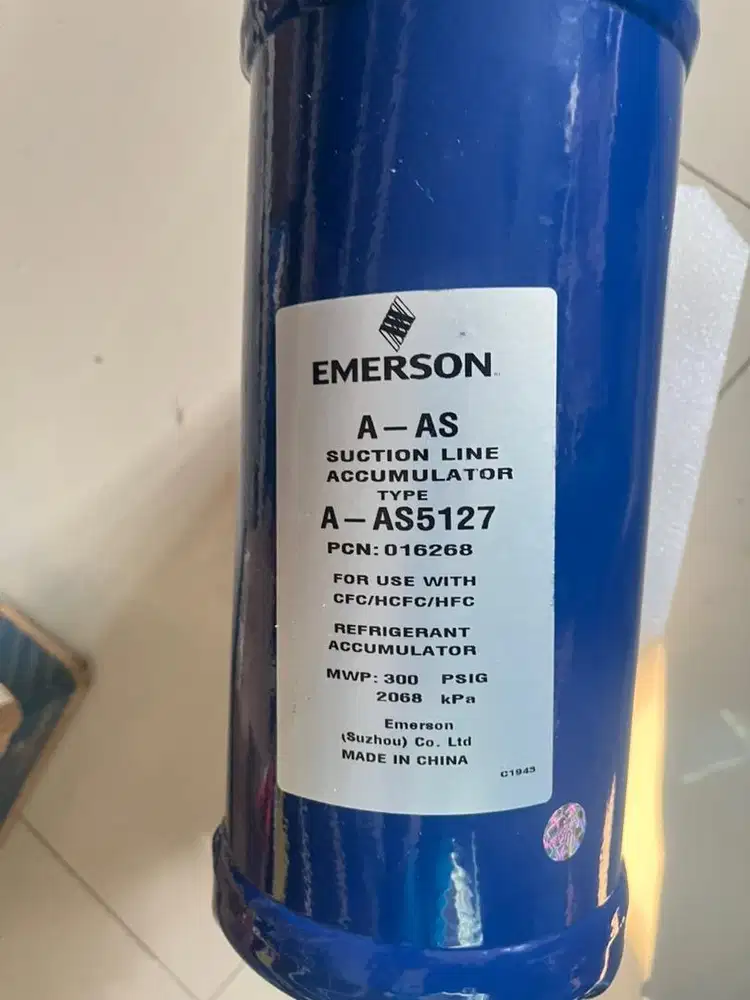 EMERSON
A-AS
SUCTION LINE
ACCUMULATOR
TYPE
A-AS5127
PCN: 016268
FOR USE WITH
CFC/HCFC/HFC
REFRIGERANT
ACCUMULATOR
MWP: 300 PSIG
2068 kPa
Emerson
(Suzhou) Co. Ltd
MADE IN CHINA
C1943